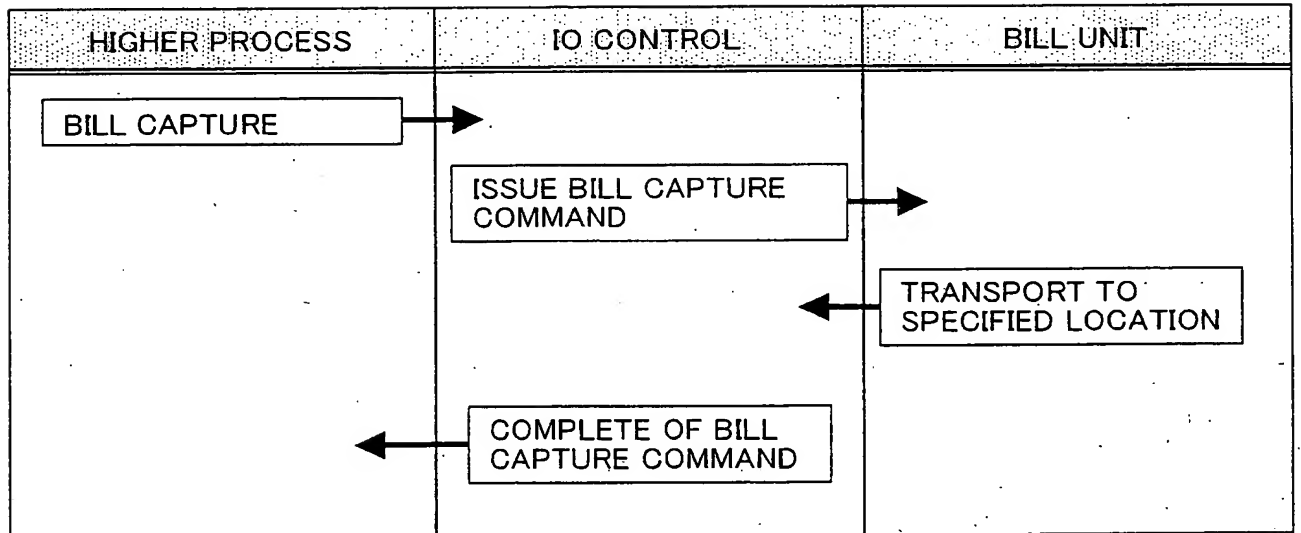 HIGHER PROCESS
IO CONTROL
BILL UNIT
BILL CAPTURE
ISSUE BILL CAPTURE
COMMAND
TRANSPORT TO
SPECIFIED LOCATION
COMPLETE OF BILL
CAPTURE COMMAND